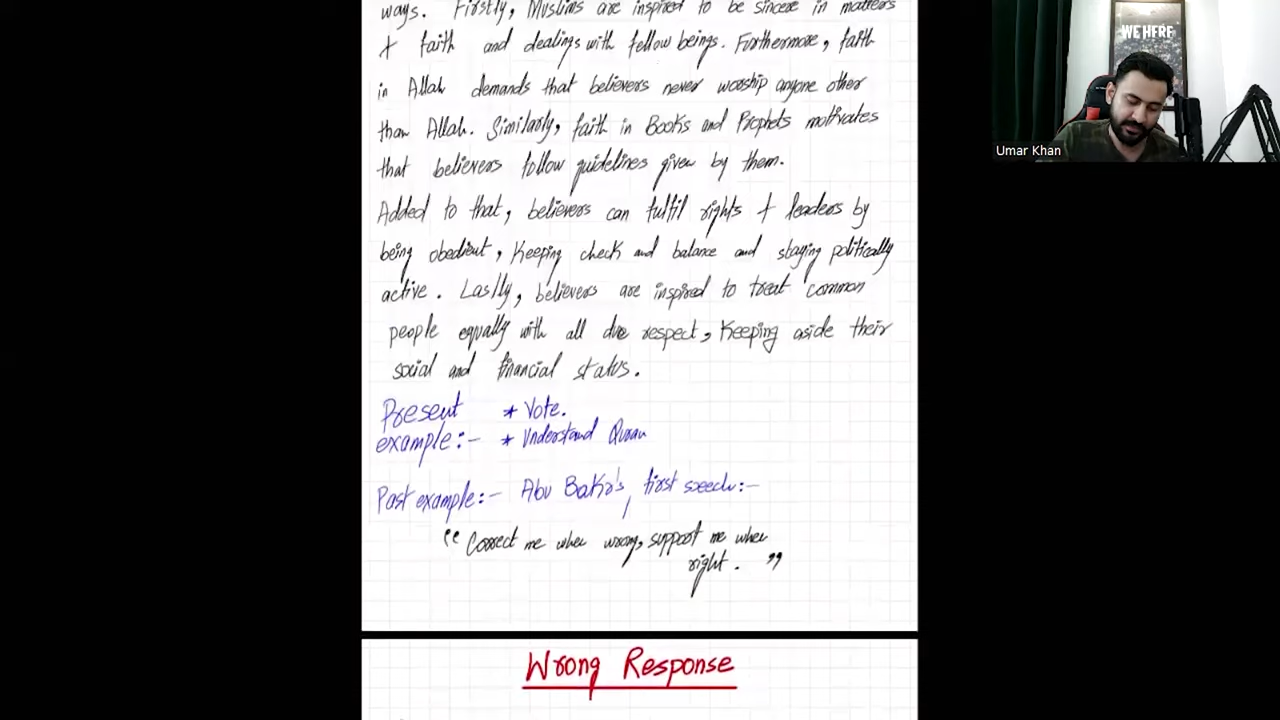 ways. Firstly, Muslims are inspired to be sincere in matters
of faith and dealings with fellow beings. Furthermore, faith
in Allah demands that believers never worship anyone other
than Allah. Similarly, faith in Books and Prophets motivates
that believers follow guidelines given by them.
Added to that, believers can fulfil rights of leaders by
being obedient, Keeping check and balance and staying politically
active. Lastly, believers are inspired to treat common
people equally with all due respect, Keeping aside their
social and financial status.
Present * Vote.
example:- * Understand Quran
Past example:- Abu Bakr's, first speech:-
"Correct me when wrong, support me when
right."
Wrong Response
WE HERE
Umar Khan